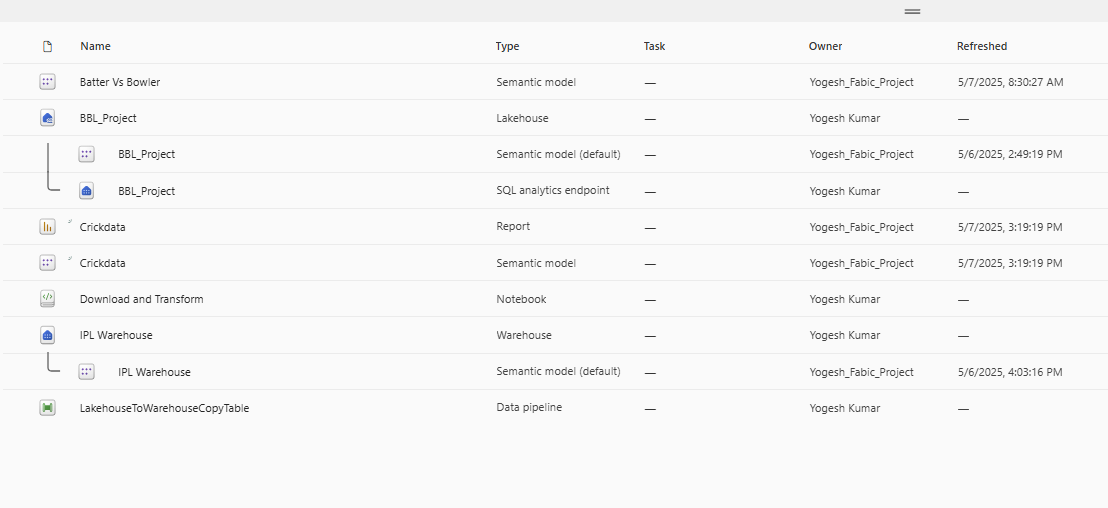 Name Type Task Owner Refreshed
Batter Vs Bowler Semantic model — Yogesh_Fabic_Project 5/7/2025, 8:30:27 AM
BBL_Project Lakehouse — Yogesh Kumar —
BBL_Project Semantic model (default) — Yogesh_Fabic_Project 5/6/2025, 2:49:19 PM
BBL_Project SQL analytics endpoint — Yogesh Kumar —
Crickdata Report — Yogesh_Fabic_Project 5/7/2025, 3:19:19 PM
Crickdata Semantic model — Yogesh_Fabic_Project 5/7/2025, 3:19:19 PM
Download and Transform Notebook — Yogesh Kumar —
IPL Warehouse Warehouse — Yogesh Kumar —
IPL Warehouse Semantic model (default) — Yogesh_Fabic_Project 5/6/2025, 4:03:16 PM
LakehouseToWarehouseCopyTable Data pipeline — Yogesh Kumar —